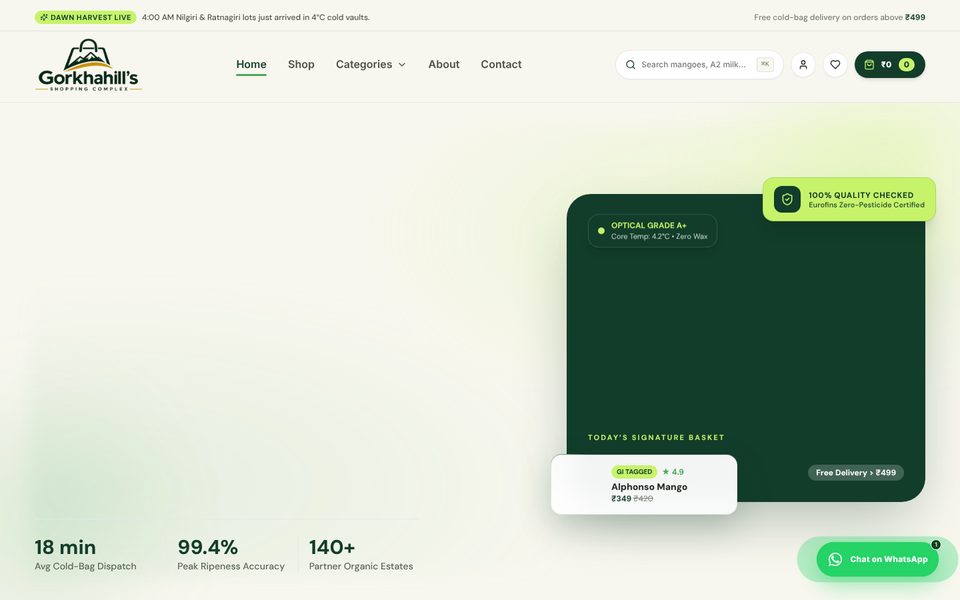 DAWN HARVEST LIVE 4:00 AM Nilgiri & Ratnagiri lots just arrived in 4°C cold vaults.
Free cold-bag delivery on orders above ₹499
Gorkhahill's
SHOPPING COMPLEX
Home Shop Categories About Contact
Search mangoes, A2 milk... ⌘K
₹0 0
100% QUALITY CHECKED
Eurofins Zero-Pesticide Certified
OPTICAL GRADE A+
Core Temp: 4.2°C • Zero Wax
TODAY'S SIGNATURE BASKET
GI TAGGED ★ 4.9
Alphonso Mango
₹349 ₹420
Free Delivery > ₹499
18 min
Avg Cold-Bag Dispatch
99.4%
Peak Ripeness Accuracy
140+
Partner Organic Estates
Chat on WhatsApp
1